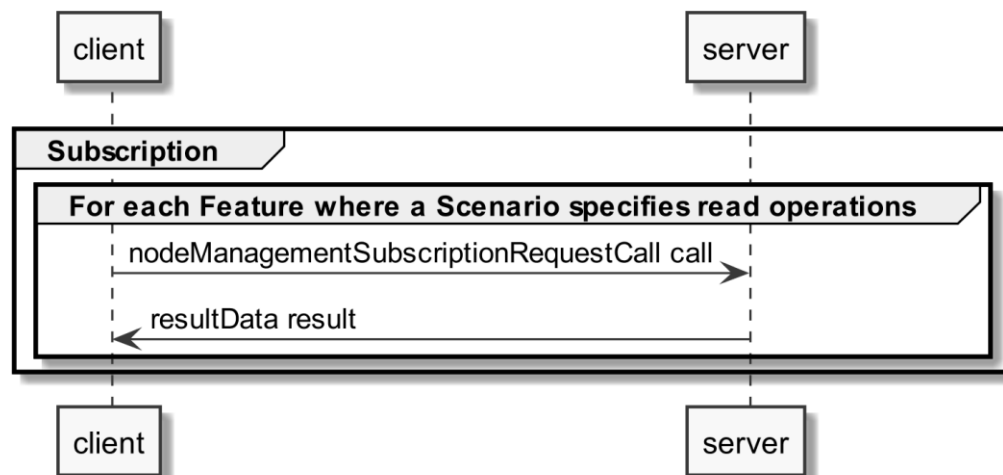 client
server
Subscription
For each Feature where a Scenario specifies read operations
nodeManagementSubscriptionRequestCall call
resultData result
client
server